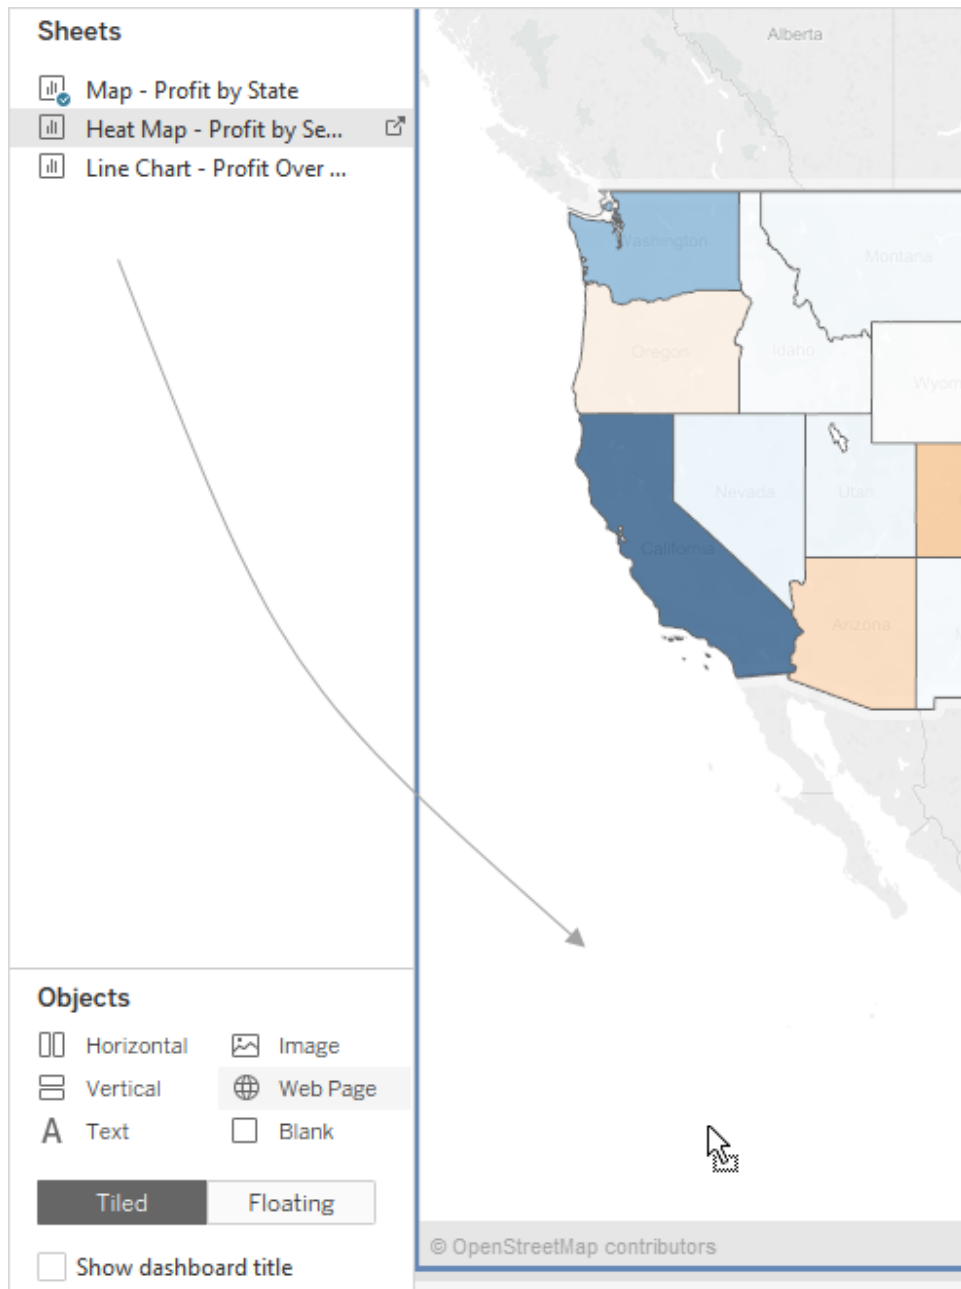 Sheets
Map - Profit by State
Heat Map - Profit by Se...
Line Chart - Profit Over ...
Objects
Horizontal
Image
Vertical
Web Page
A Text
Blank
Tiled
Floating
Show dashboard title
Alberta
Washington
Montana
Oregon
Idaho
Wyom
Nevada
Utah
California
Arizona
© OpenStreetMap contributors